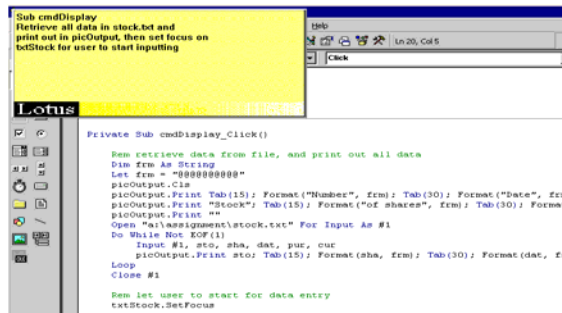 Sub cmdDisplay
Retrieve all data in stock.txt and
print out in picOutput, then set focus on
txtStock for user to start inputting
Lotus
Help
Ln 20, Col 5
Click
Private Sub cmdDisplay_Click()
Rem retrieve data from file, and print out all data
Dim frm As String
Let frm = "@@@@@@@@@@"
picOutput.Cls
picOutput.Print Tab(15); Format("Number", frm); Tab(30); Format("Date", fr
picOutput.Print "Stock"; Tab(15); Format("of shares", frm); Tab(30); Forma
picOutput.Print ""
Open "a:\assignment\stock.txt" For Input As #1
Do While Not EOF(1)
Input #1, sto, sha, dat, pur, cur
picOutput.Print sto; Tab(15); Format(sha, frm); Tab(30); Format(dat, f
Loop
Close #1
Rem let user to start for data entry
txtStock.SetFocus